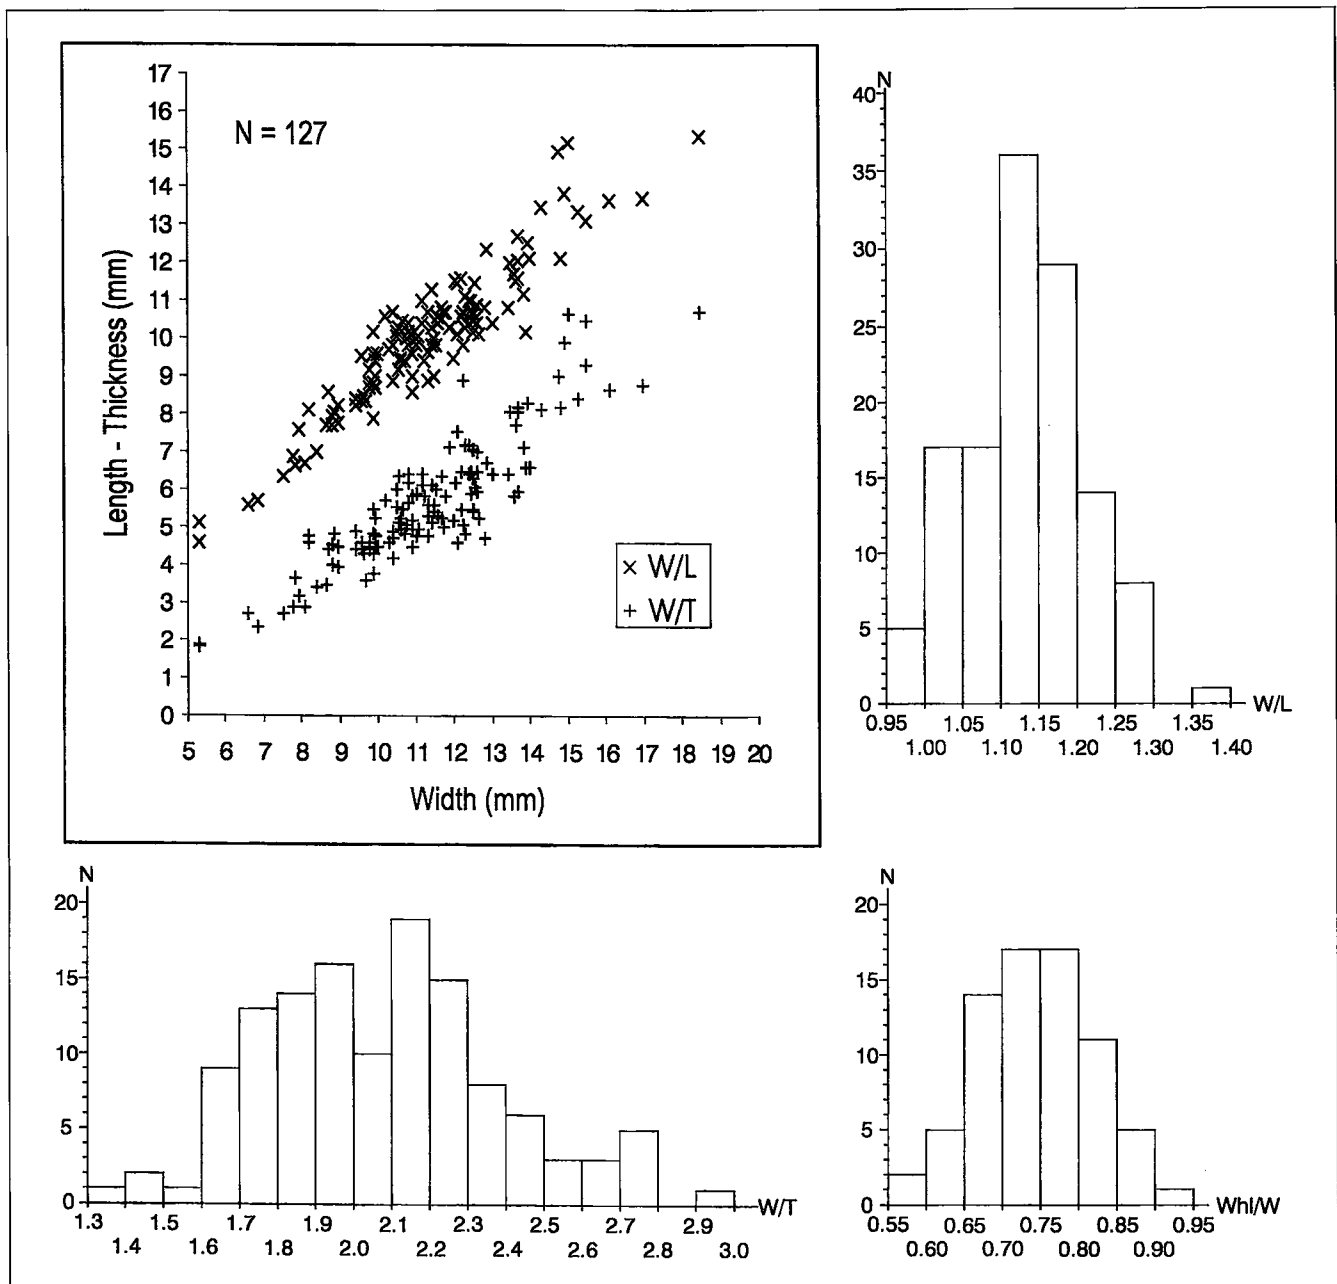 17
16
15
14
13
12
11
10
9
8
7
6
5
4
3
2
1
0
Length - Thickness (mm)
N = 127
× W/L
+ W/T
5 6 7 8 9 10 11 12 13 14 15 16 17 18 19 20
Width (mm)
N
40
35
30
25
20
15
10
5
0
W/L
0.95 1.05 1.15 1.25 1.35
1.00 1.10 1.20 1.30 1.40
N
20
15
10
5
0
W/T
1.3 1.5 1.7 1.9 2.1 2.3 2.5 2.7 2.9
1.4 1.6 1.8 2.0 2.2 2.4 2.6 2.8 3.0
N
20
15
10
5
0
Whl/W
0.55 0.65 0.75 0.85 0.95
0.60 0.70 0.80 0.90